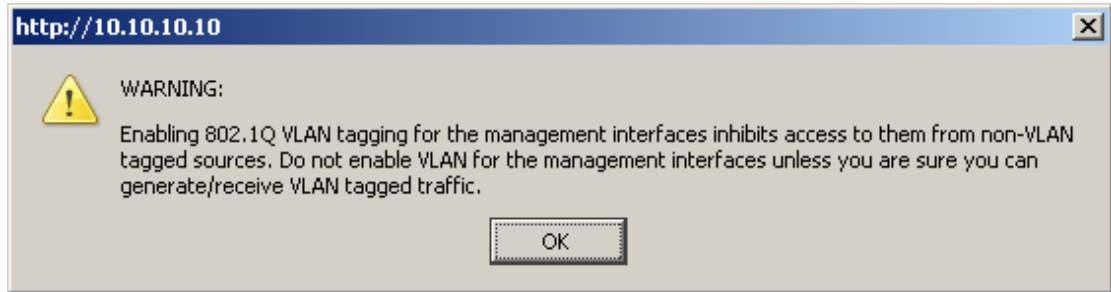 http://10.10.10.10
WARNING:
Enabling 802.1Q VLAN tagging for the management interfaces inhibits access to them from non-VLAN
tagged sources. Do not enable VLAN for the management interfaces unless you are sure you can
generate/receive VLAN tagged traffic.
OK